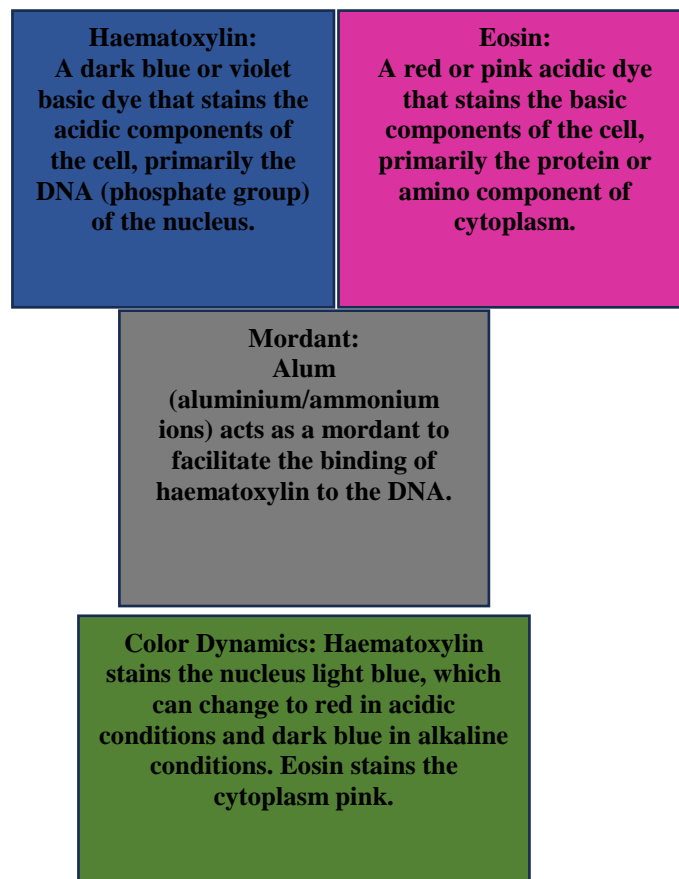 Haematoxylin:
A dark blue or violet
basic dye that stains the
acidic components of
the cell, primarily the
DNA (phosphate group)
of the nucleus.
Eosin:
A red or pink acidic dye
that stains the basic
components of the cell,
primarily the protein or
amino component of
cytoplasm.
Mordant:
Alum
(aluminium/ammonium
ions) acts as a mordant to
facilitate the binding of
haematoxylin to the DNA.
Color Dynamics: Haematoxylin
stains the nucleus light blue, which
can change to red in acidic
conditions and dark blue in alkaline
conditions. Eosin stains the
cytoplasm pink.